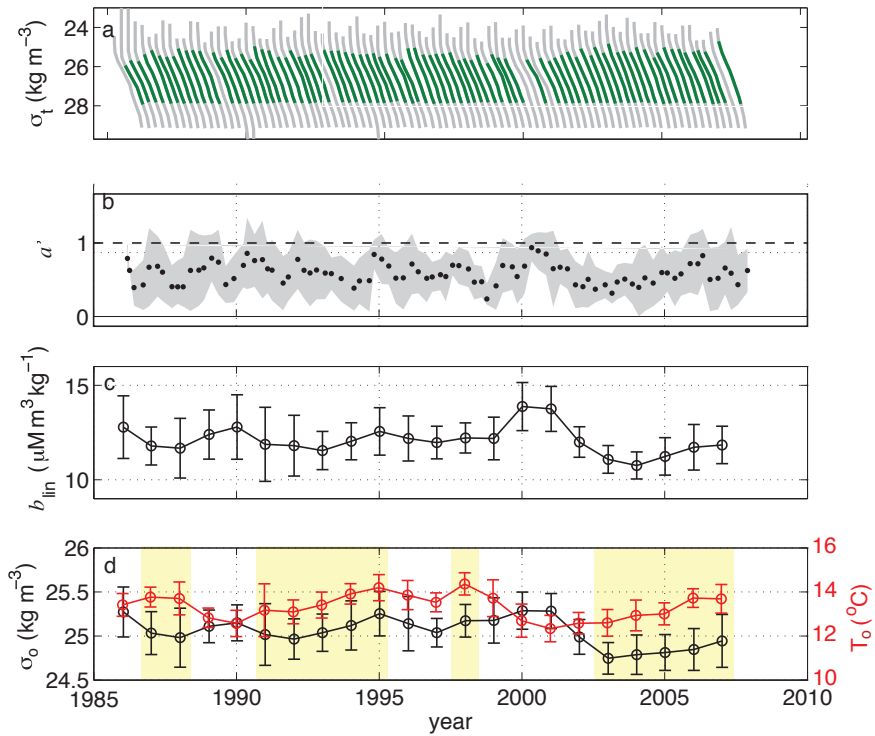 a
24
26
28
σt (kg m−3)
b
1
0
a’
c
15
10
blin ( μM m3 kg−1)
d
26
25.5
25
24.5
σo (kg m−3)
16
14
12
10
To (oC)
1985 1990 1995 2000 2005 2010
year